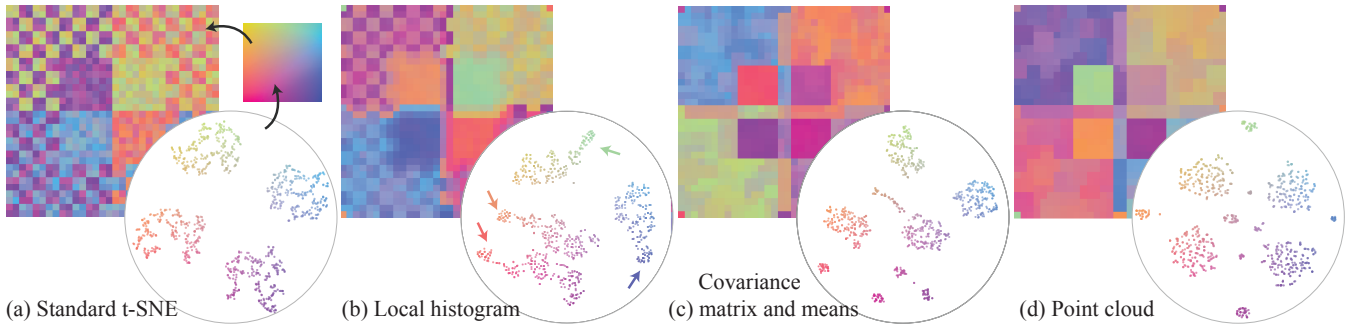 (a) Standard t-SNE
(b) Local histogram
(c) Covariance
matrix and means
(d) Point cloud